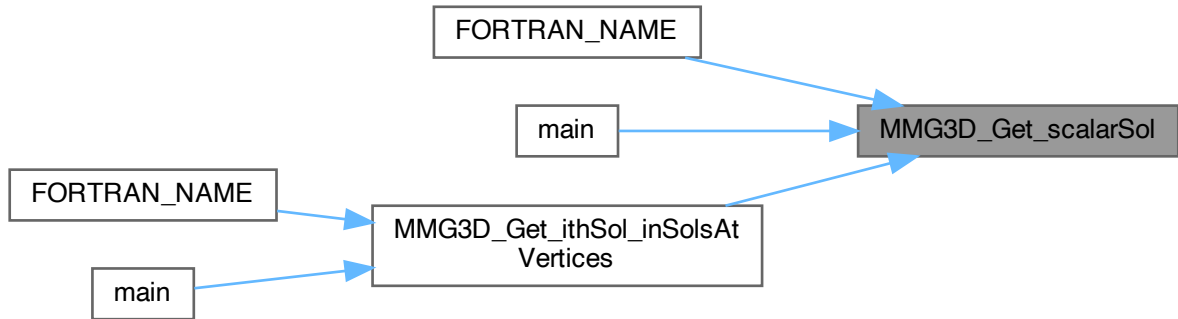 FORTRAN_NAME
main
MMG3D_Get_scalarSol
FORTRAN_NAME
MMG3D_Get_ithSol_inSolsAt
Vertices
main